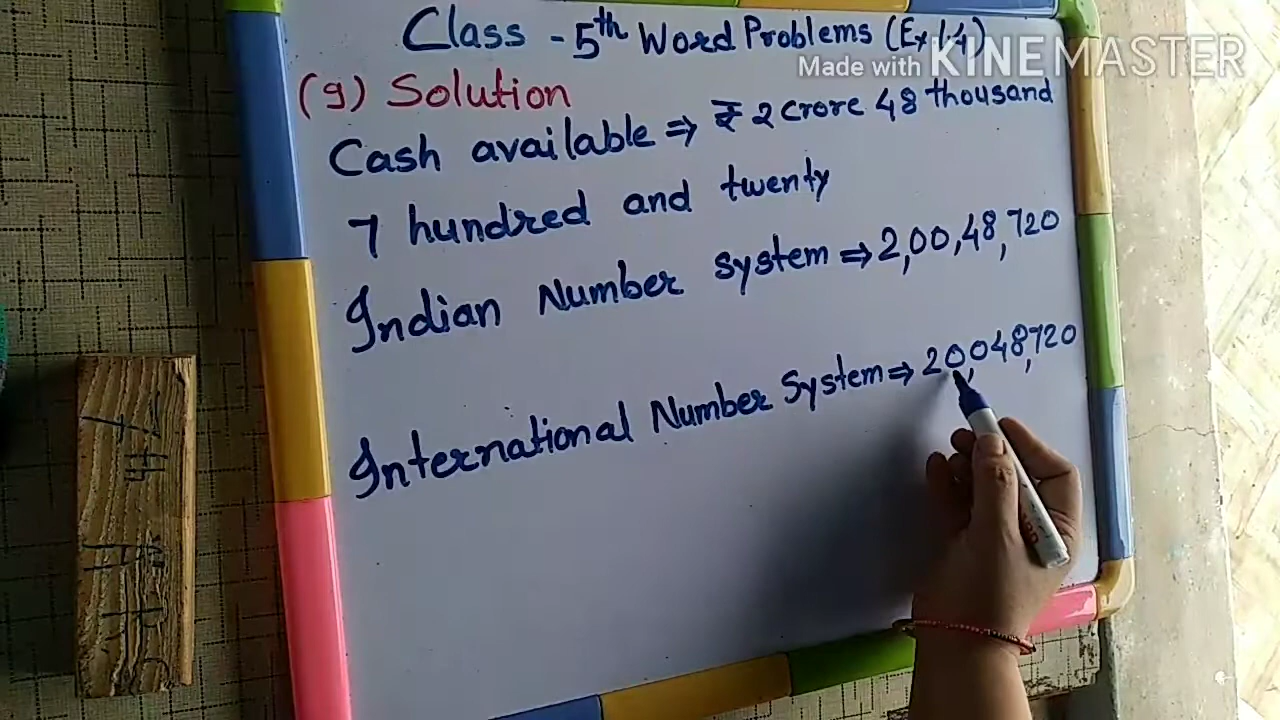 Class - 5th Word Problems (Ex 1.4)
Made with KINEMASTER
(9) Solution
Cash available ⇒ ₹ 2 crore 48 thousand
7 hundred and twenty
Indian Number system ⇒ 2,00,48,720
International Number System ⇒ 20,048,720